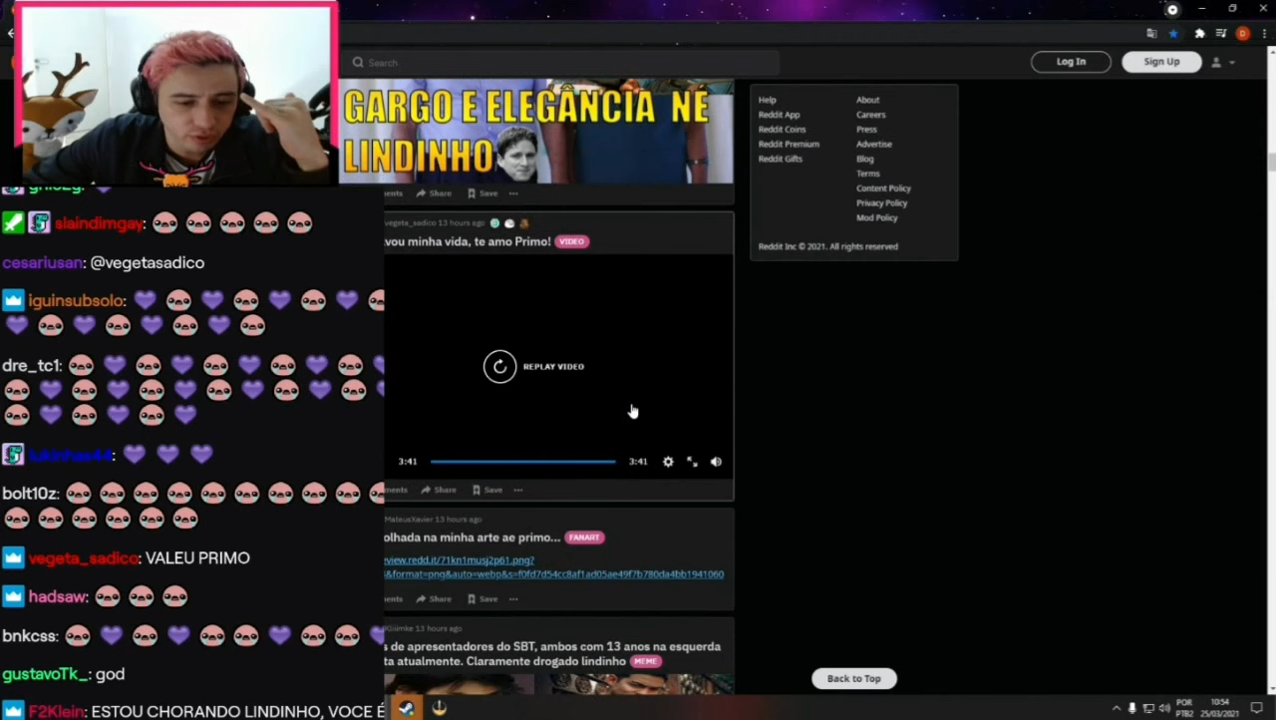 Search
Log In
Sign Up
GARGO E ELEGÂNCIA NÉ
LINDINHO
Share
Save
Help
About
Reddit App
Careers
Reddit Coins
Press
Reddit Premium
Advertise
Reddit Gifts
Blog
Terms
Content Policy
Privacy Policy
Mod Policy
Reddit Inc © 2021. All rights reserved
slaindimgay:
cesariusan: @vegetasadico
iguinsubsolo:
dre_tc1:
bolt10z:
vegeta_sadico: VALEU PRIMO
hadsaw:
bnkcss:
gustavoTk_: god
F2Klein: ESTOU CHORANDO LINDINHO, VOCE É
vegeta_sadico 13 hours ago
vou minha vida, te amo Primo! VIDEO
REPLAY VIDEO
3:41
3:41
ments Share Save
MateusXavier 13 hours ago
olhada na minha arte ae primo... FANART
view.redd.it/71kn1musj2p61.png?
&format=png&auto=webp&s=f0fd7d54cc8af1ad05ae49f7b780da4bb1941060
ments Share Save
13 hours ago
s de apresentadores do SBT, ambos com 13 anos na esquerda
ta atualmente. Claramente drogado lindinho MEME
Back to Top
POR
PTB2
10:54
25/03/2021